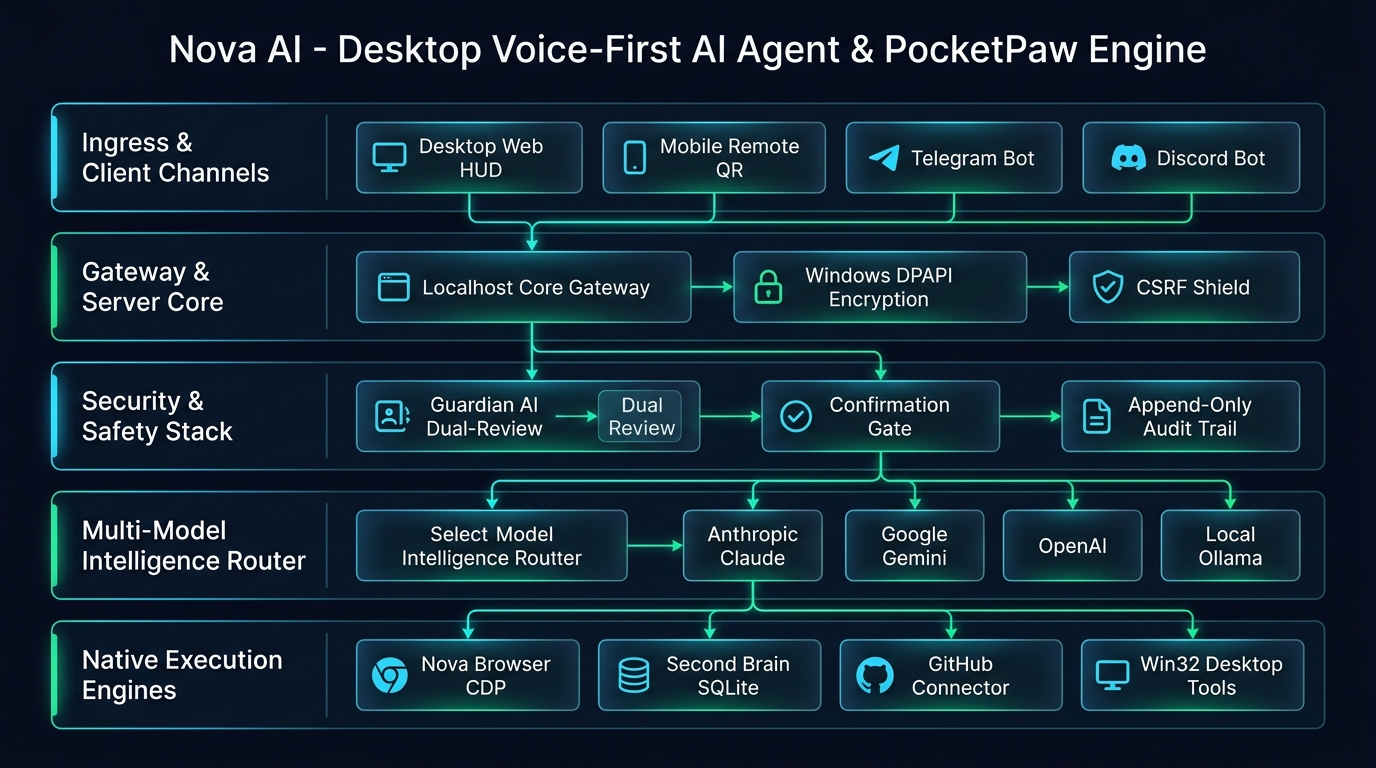 Nova AI - Desktop Voice-First AI Agent & PocketPaw Engine
Ingress &
Client Channels
Desktop Web
HUD
Mobile Remote
QR
Telegram Bot
Discord Bot
Gateway &
Server Core
Localhost Core Gateway
Windows DPAPI
Encryption
CSRF Shield
Security &
Safety Stack
Guardian AI
Dual-Review
Dual
Review
Confirmation
Gate
Append-Only
Audit Trail
Multi-Model
Intelligence Router
Select Model
Intelligence Routter
Anthropic
Claude
Google
Gemini
OpenAI
Local
Ollama
Native Execution
Engines
Nova Browser
CDP
Second Brain
SQLite
GitHub
Connector
Win32 Desktop
Tools